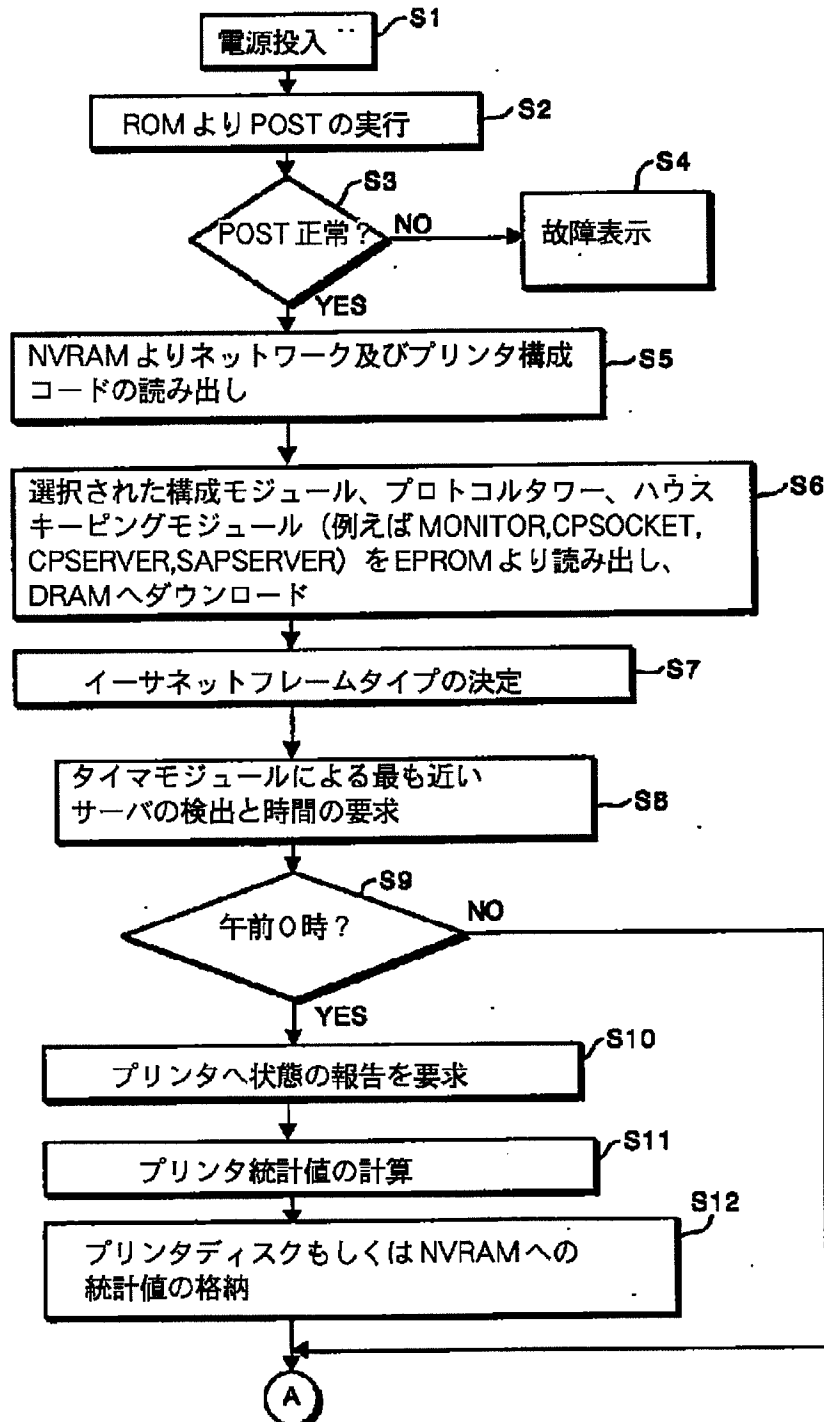 S1
電源投入
S2
ROMよりPOSTの実行
S3
POST正常?
NO
S4
故障表示
YES
NVRAMよりネットワーク及びプリンタ構成
コードの読み出し
S5
選択された構成モジュール、プロトコルタワー、ハウス
キーピングモジュール(例えばMONITOR,CPSOCKET,
CPSERVER,SAPSERVER)をEPROMより読み出し、
DRAMへダウンロード
S6
イーサネットフレームタイプの決定
S7
タイマモジュールによる最も近い
サーバの検出と時間の要求
S8
S9
午前0時?
NO
YES
S10
プリンタへ状態の報告を要求
S11
プリンタ統計値の計算
S12
プリンタディスクもしくはNVRAMへの
統計値の格納
A